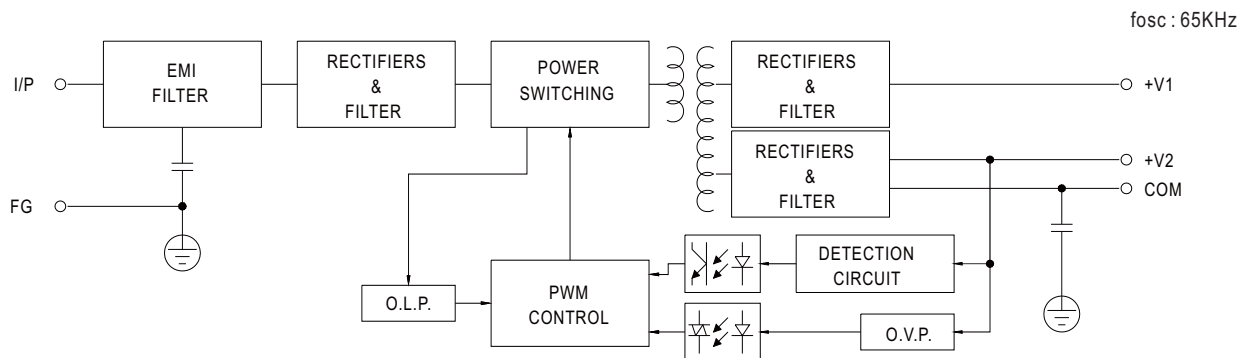 fosc : 65KHz
I/P
EMI
FILTER
RECTIFIERS
&
FILTER
POWER
SWITCHING
RECTIFIERS
&
FILTER
+V1
RECTIFIERS
&
FILTER
+V2
COM
FG
O.L.P.
PWM
CONTROL
DETECTION
CIRCUIT
O.V.P.